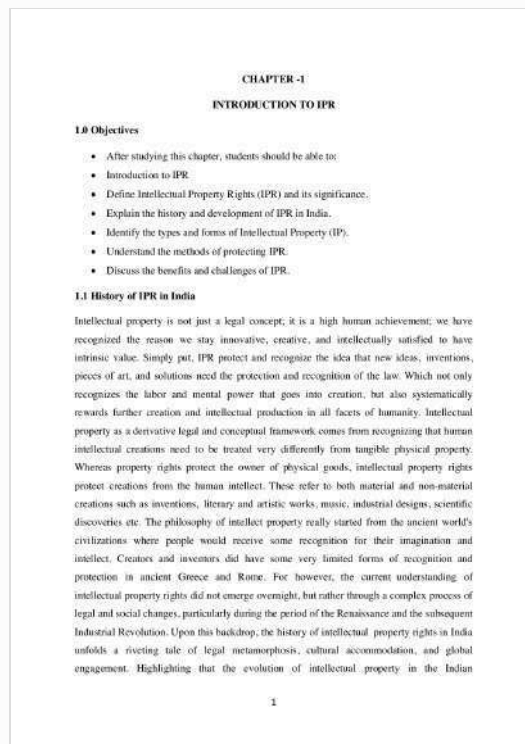 CHAPTER -1
INTRODUCTION TO IPR
1.0 Objectives
• After studying this chapter, students should be able to:
• Introduction to IPR
• Define Intellectual Property Rights (IPR) and its significance.
• Explain the history and development of IPR in India.
• Identify the types and forms of Intellectual Property (IP).
• Understand the methods of protecting IPR.
• Discuss the benefits and challenges of IPR.
1.1 History of IPR in India
Intellectual property is not just a legal concept; it is a high human achievement; we have
recognized the reason we stay innovative, creative, and intellectually satisfied to have
intrinsic value. Simply put, IPR protect and recognize the idea that new ideas, inventions,
pieces of art, and solutions need the protection and recognition of the law. Which not only
recognizes the labor and mental power that goes into creation, but also systematically
rewards further creation and intellectual production in all facets of humanity. Intellectual
property as a derivative legal and conceptual framework comes from recognizing that human
intellectual creations need to be treated very differently from tangible physical property.
Whereas property rights protect the owner of physical goods, intellectual property rights
protect creations from the human intellect. These refer to both material and non-material
creations such as inventions, literary and artistic works, music, industrial designs, scientific
discoveries etc. The philosophy of intellect property really started from the ancient world's
civilizations where people would receive some recognition for their imagination and
intellect. Creators and inventors did have some very limited forms of recognition and
protection in ancient Greece and Rome. For however, the current understanding of
intellectual property rights did not emerge overnight, but rather through a complex process of
legal and social changes, particularly during the period of the Renaissance and the subsequent
Industrial Revolution. Upon this backdrop, the history of intellectual property rights in India
unfolds a riveting tale of legal metamorphosis, cultural accommodation, and global
engagement. Highlighting that the evolution of intellectual property in the Indian
1